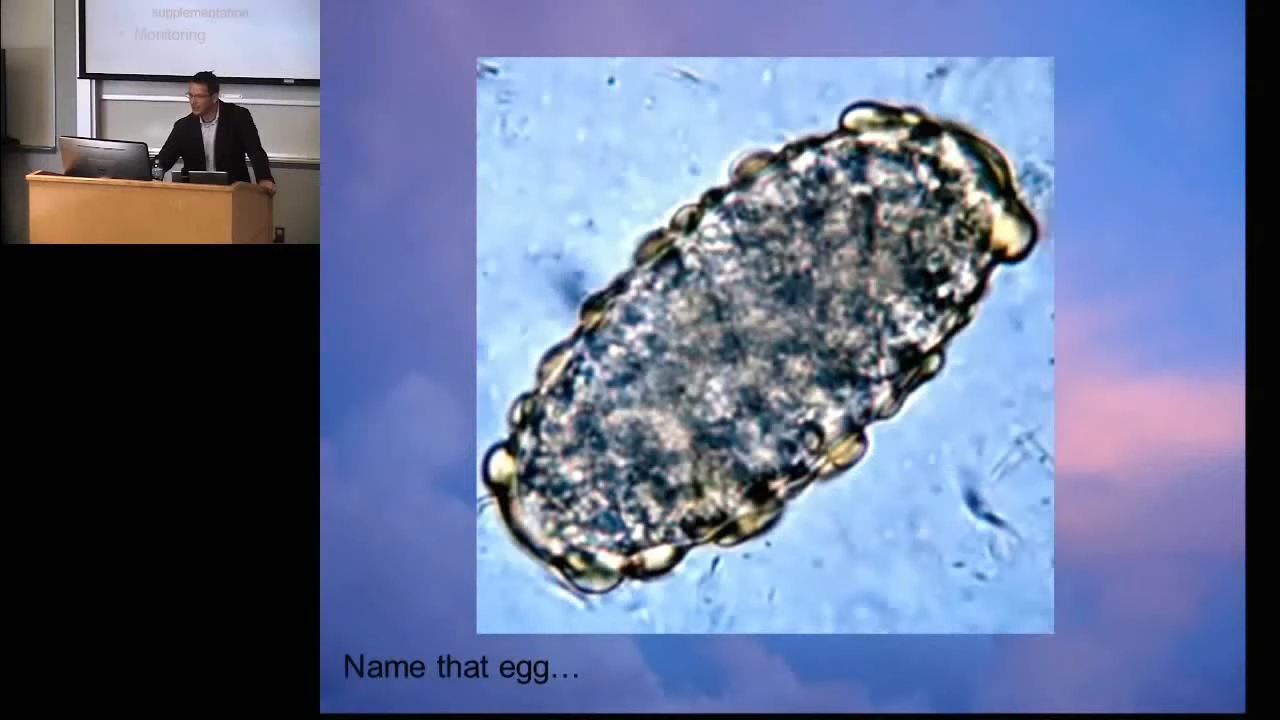 supplementation
• Monitoring
Name that egg…